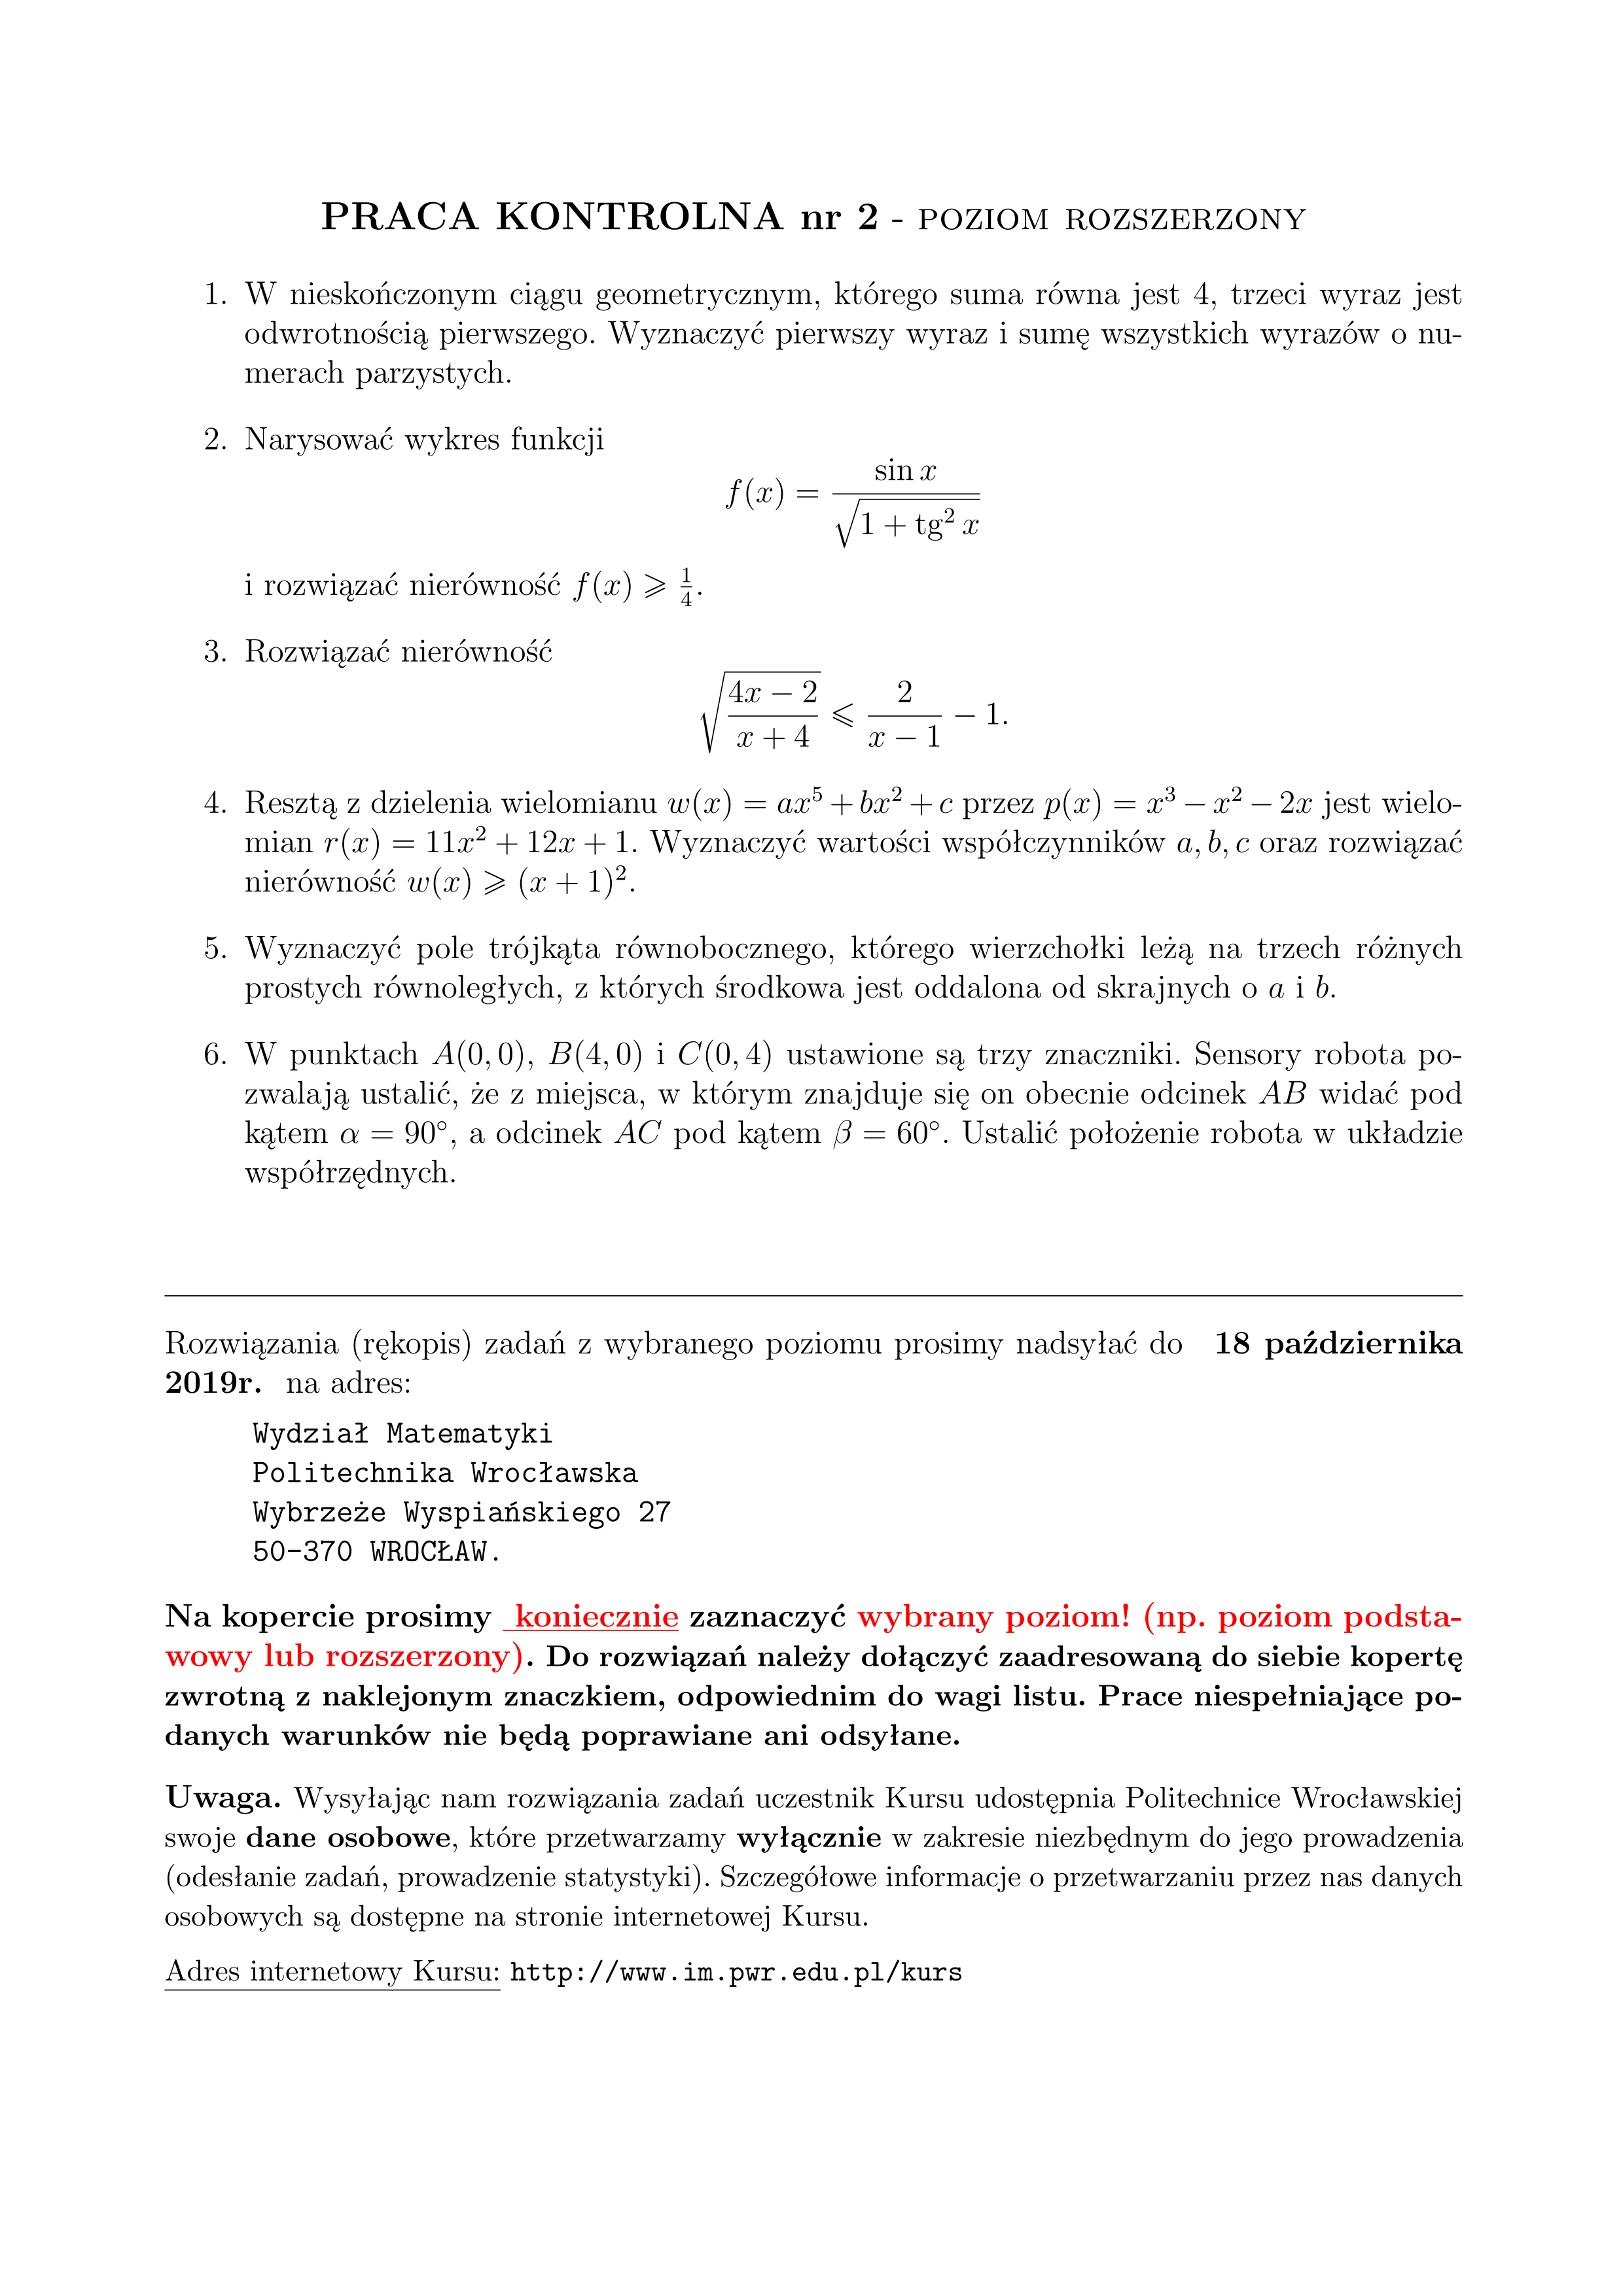 PRACA KONTROLNA nr 2 - POZIOM ROZSZERZONY
1. W nieskończonym ciągu geometrycznym, którego suma równa jest 4, trzeci wyraz jest
odwrotnością pierwszego. Wyznaczyć pierwszy wyraz i sumę wszystkich wyrazów o nu-
merach parzystych.
2. Narysować wykres funkcji
f(x) = \frac{\sin x}{\sqrt{1 + \tg^2 x}}
i rozwiązać nierówność f(x) ⩾ \frac{1}{4}.
3. Rozwiązać nierówność
\sqrt{\frac{4x − 2}{x + 4}} ⩽ \frac{2}{x − 1} − 1.
4. Resztą z dzielenia wielomianu w(x) = ax^5 + bx^2 + c przez p(x) = x^3 − x^2 − 2x jest wielo-
mian r(x) = 11x^2 + 12x + 1. Wyznaczyć wartości współczynników a, b, c oraz rozwiązać
nierówność w(x) ⩾ (x + 1)^2.
5. Wyznaczyć pole trójkąta równobocznego, którego wierzchołki leżą na trzech różnych
prostych równoległych, z których środkowa jest oddalona od skrajnych o a i b.
6. W punktach A(0, 0), B(4, 0) i C(0, 4) ustawione są trzy znaczniki. Sensory robota po-
zwalają ustalić, że z miejsca, w którym znajduje się on obecnie odcinek AB widać pod
kątem α = 90°, a odcinek AC pod kątem β = 60°. Ustalić położenie robota w układzie
współrzędnych.
Rozwiązania (rękopis) zadań z wybranego poziomu prosimy nadsyłać do 18 października
2019r. na adres:
Wydział Matematyki
Politechnika Wrocławska
Wybrzeże Wyspiańskiego 27
50-370 WROCŁAW.
Na kopercie prosimy koniecznie zaznaczyć wybrany poziom! (np. poziom podsta-
wowy lub rozszerzony). Do rozwiązań należy dołączyć zaadresowaną do siebie kopertę
zwrotną z naklejonym znaczkiem, odpowiednim do wagi listu. Prace niespełniające po-
danych warunków nie będą poprawiane ani odsyłane.
Uwaga. Wysyłając nam rozwiązania zadań uczestnik Kursu udostępnia Politechnice Wrocławskiej
swoje dane osobowe, które przetwarzamy wyłącznie w zakresie niezbędnym do jego prowadzenia
(odesłanie zadań, prowadzenie statystyki). Szczegółowe informacje o przetwarzaniu przez nas danych
osobowych są dostępne na stronie internetowej Kursu.
Adres internetowy Kursu: http://www.im.pwr.edu.pl/kurs